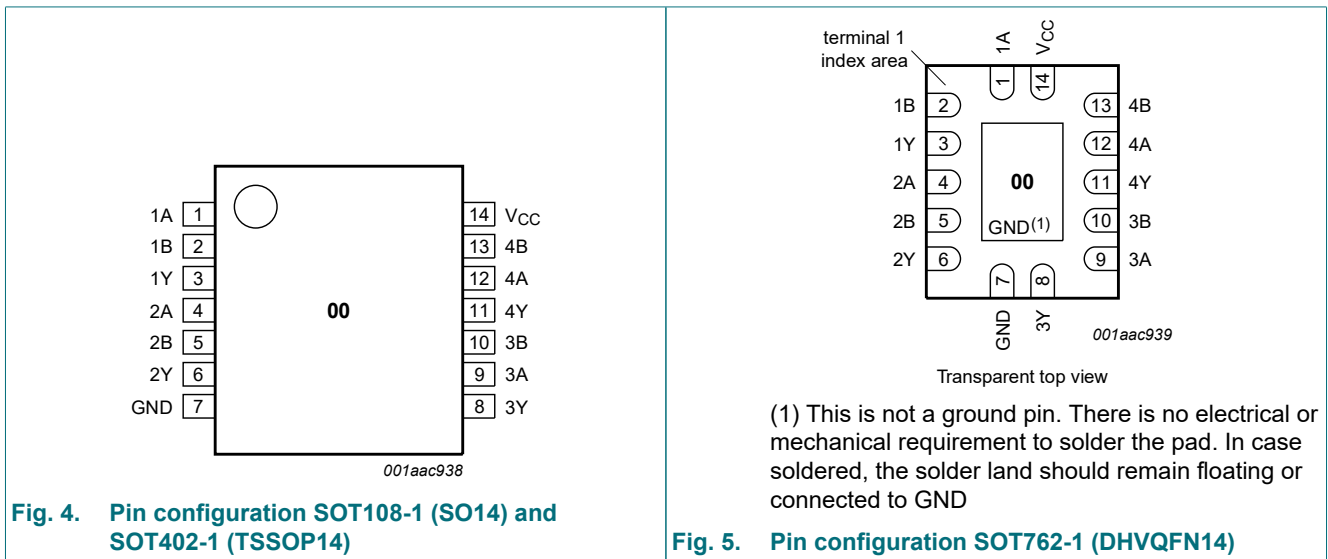 1A 1
1B 2
1Y 3
2A 4
2B 5
2Y 6
GND 7
00
14 VCC
13 4B
12 4A
11 4Y
10 3B
9 3A
8 3Y
001aac938
Fig. 4. Pin configuration SOT108-1 (SO14) and
SOT402-1 (TSSOP14)
terminal 1
index area
1A
VCC
1
14
1B 2
1Y 3
2A 4
2B 5
2Y 6
00
GND(1)
13 4B
12 4A
11 4Y
10 3B
9 3A
7
8
GND
3Y
001aac939
Transparent top view
(1) This is not a ground pin. There is no electrical or
mechanical requirement to solder the pad. In case
soldered, the solder land should remain floating or
connected to GND
Fig. 5. Pin configuration SOT762-1 (DHVQFN14)